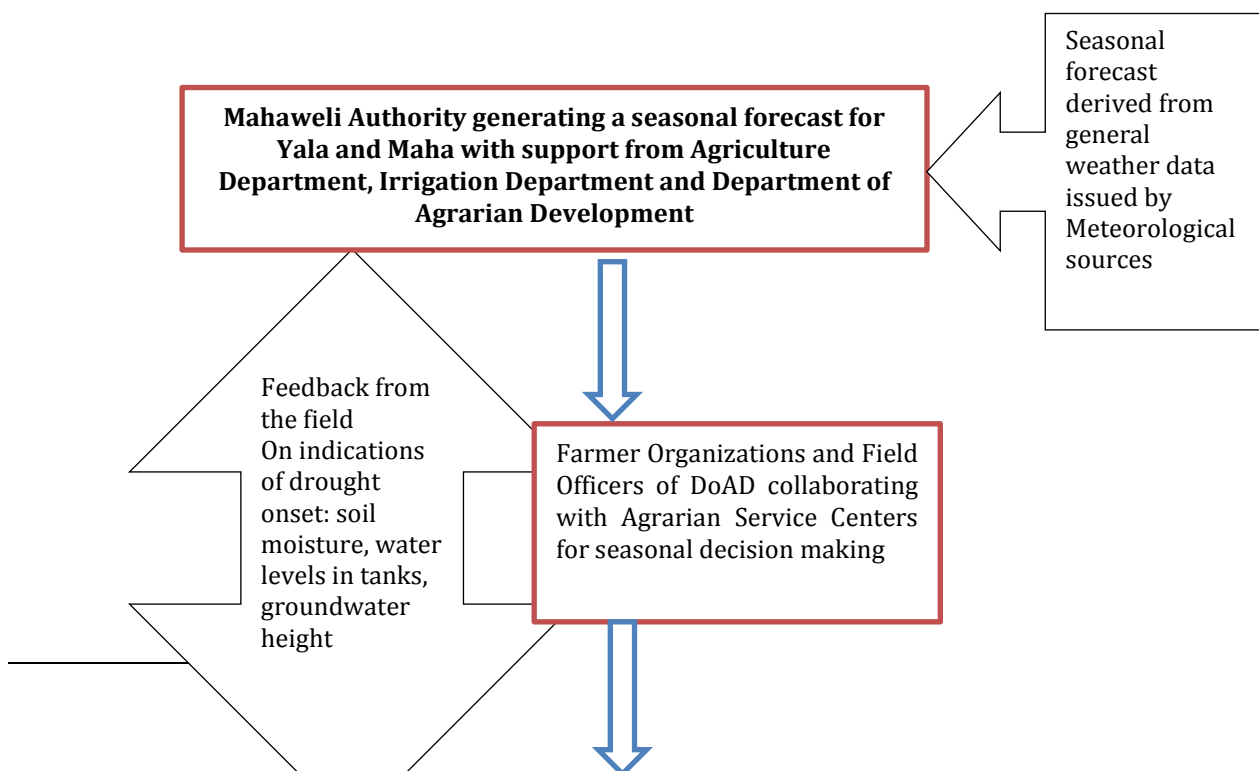 Mahaweli Authority generating a seasonal forecast for
Yala and Maha with support from Agriculture
Department, Irrigation Department and Department of
Agrarian Development
Seasonal
forecast
derived from
general
weather data
issued by
Meteorological
sources
Feedback from
the field
On indications
of drought
onset: soil
moisture, water
levels in tanks,
groundwater
height
Farmer Organizations and Field
Officers of DoAD collaborating
with Agrarian Service Centers
for seasonal decision making